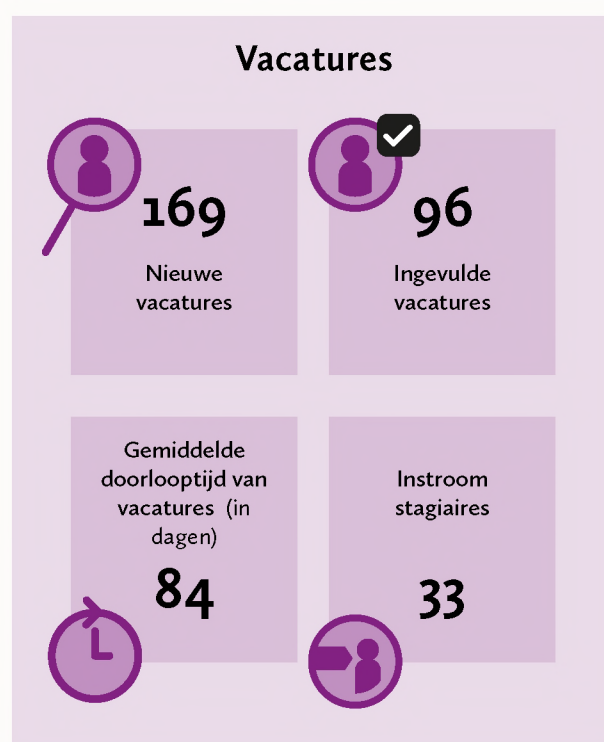 Vacatures
169
Nieuwe
vacatures
96
Ingevulde
vacatures
Gemiddelde
doorlooptijd van
vacatures (in
dagen)
84
Instroom
stagiaires
33